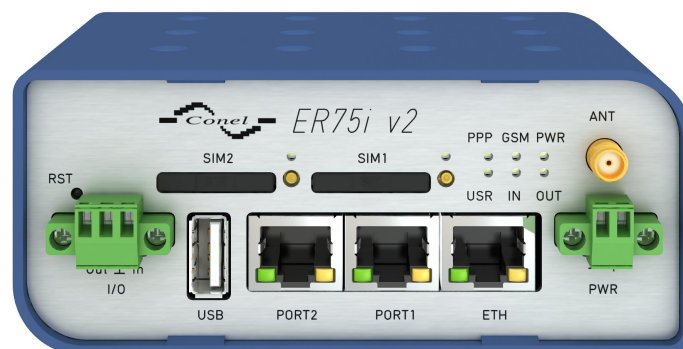 Conel ER75i v2
ANT
PPP GSM PWR
SIM2 SIM1
RST
USR IN OUT
I/O
USB PORT2 PORT1 ETH PWR